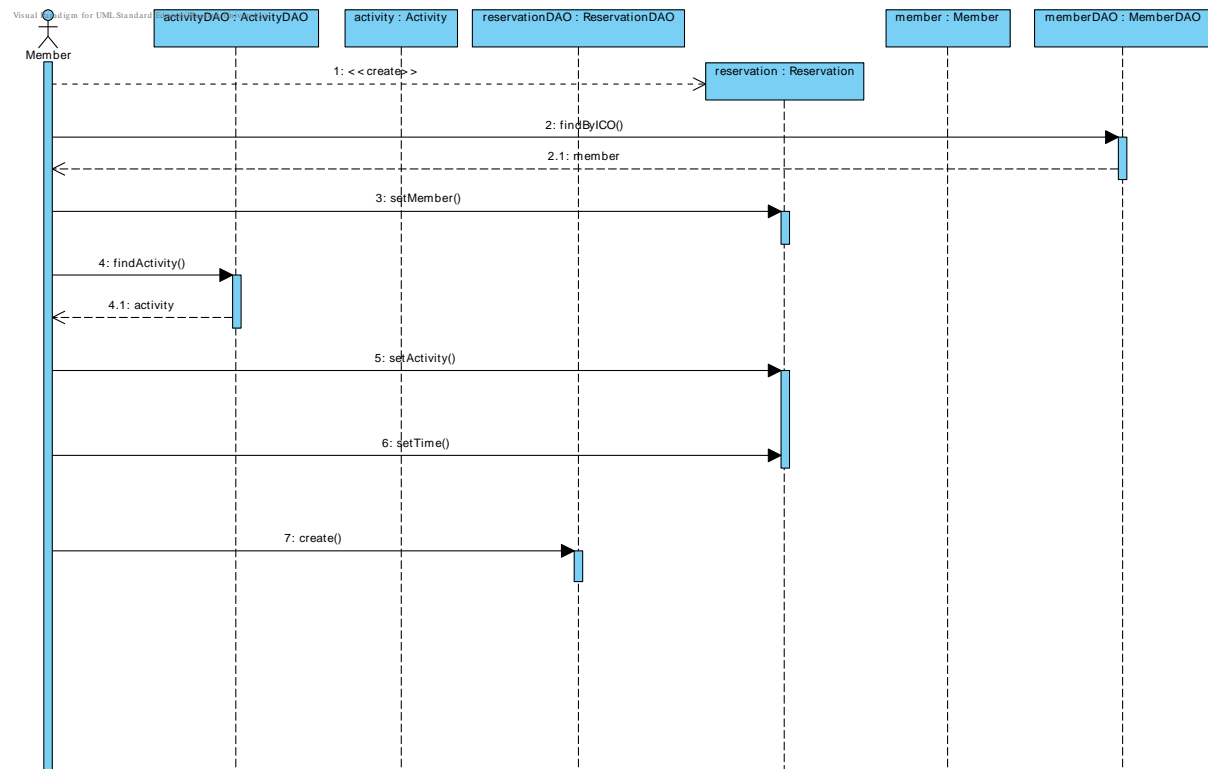 Visual Paradigm for UML Standard
activityDAO : ActivityDAO
activity : Activity
reservationDAO : ReservationDAO
member : Member
memberDAO : MemberDAO
Member
1: <<create>>
reservation : Reservation
2: findByICO()
2.1: member
3: setMember()
4: findActivity()
4.1: activity
5: setActivity()
6: setTime()
7: create()